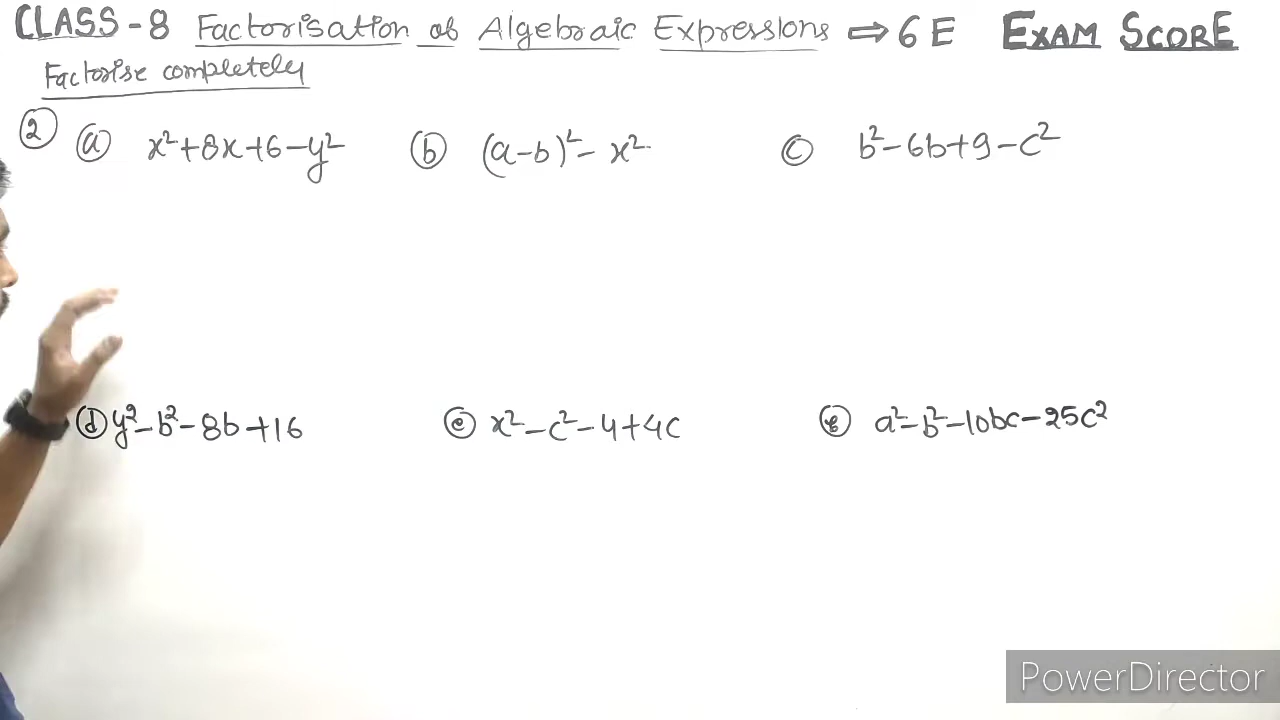 CLASS-8 Factorisation of Algebraic Expressions ⇒ 6E EXAM SCORE
Factorise completely
② ⓐ x²+8x+6-y² ⓑ (a-b)²-x² ⓒ b²-6b+9-c²
ⓓ y²-b²-8b+16 ⓔ x²-c²-4+4c ⓕ a²-b²-10bc-25c²
PowerDirector